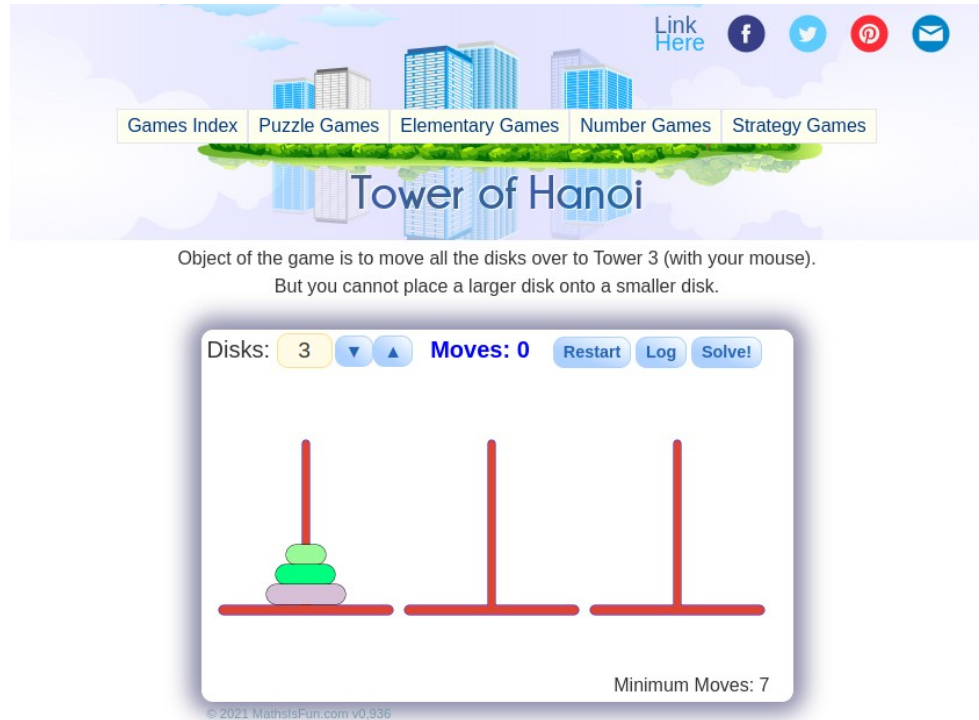 Link
Here
Games Index Puzzle Games Elementary Games Number Games Strategy Games
Tower of Hanoi
Object of the game is to move all the disks over to Tower 3 (with your mouse).
But you cannot place a larger disk onto a smaller disk.
Disks: 3 ▼ ▲ Moves: 0 Restart Log Solve!
Minimum Moves: 7
© 2021 MathsIsFun.com v0,936